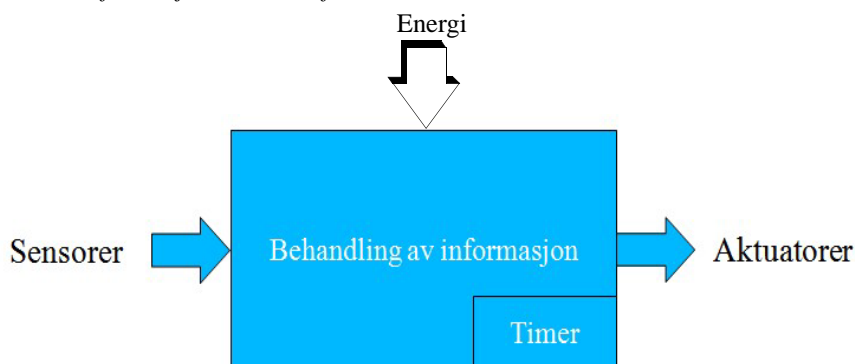 Energi
Sensorer
Behandling av informasjon
Aktuatorer
Timer